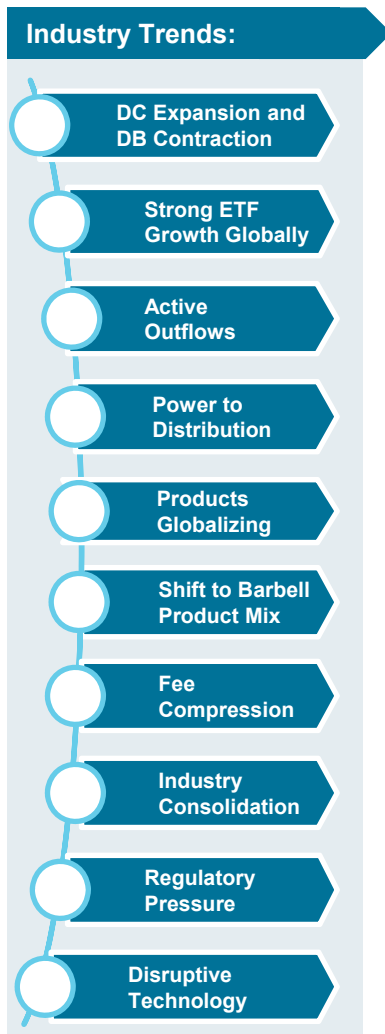 Industry Trends:
DC Expansion and
DB Contraction
Strong ETF
Growth Globally
Active
Outflows
Power to
Distribution
Products
Globalizing
Shift to Barbell
Product Mix
Fee
Compression
Industry
Consolidation
Regulatory
Pressure
Disruptive
Technology